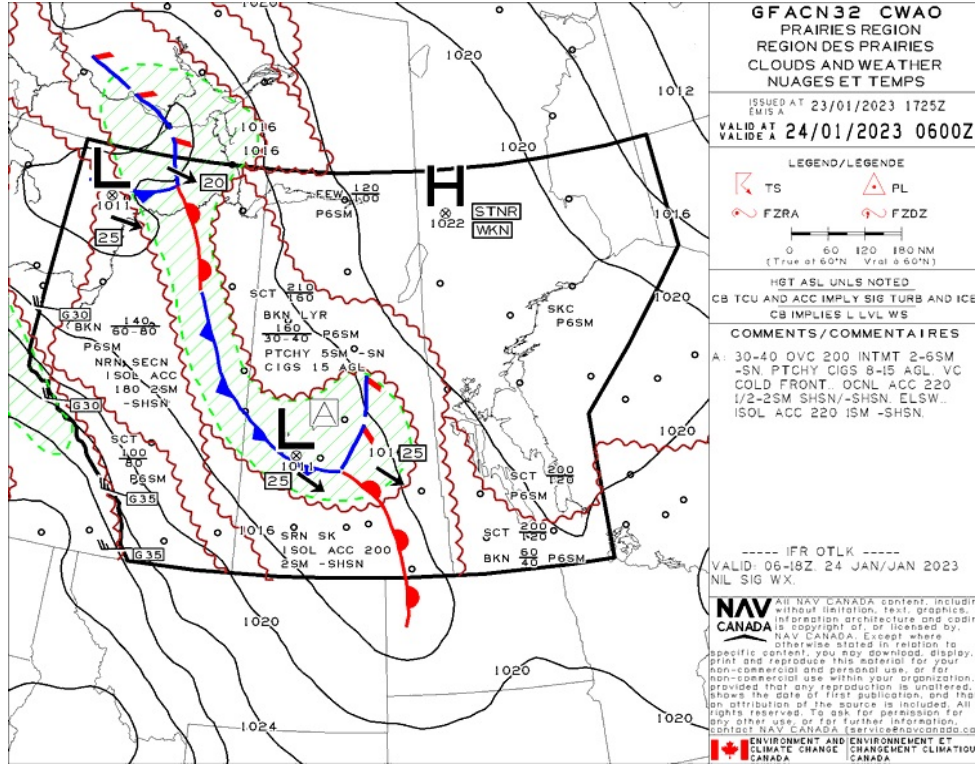 GFACN32 CWAO
PRAIRIES REGION
REGION DES PRAIRIES
CLOUDS AND WEATHER
NUAGES ET TEMPS
ISSUED AT
EMIS A
23/01/2023 1725Z
VALID AT
VALIDE A
24/01/2023 0600Z
LEGEND/LÉGENDE
TS
PL
FZRA
FZDZ
0 60 120 180 NM
(True at 60°N Vrai à 60°N)
HGT ASL UNLS NOTED
CB TCU AND ACC IMPLY SIG TURB AND ICE
CB IMPLIES L LVL WS
COMMENTS/COMMENTAIRES
A: 30-40 OVC 200 INTMT 2-6SM
-SN. PTCHY CIGS 8-15 AGL. VC
COLD FRONT.. OCNL ACC 220
1/2-2SM SHSN/-SHSN. ELSW..
ISOL ACC 220 1SM -SHSN.
----- IFR OTLK -----
VALID: 06-18Z. 24 JAN/JAN 2023
NIL SIG WX.
NAV
CANADA
All NAV CANADA content, includin
without limitation, text, graphics,
information architecture and codin
is copyright of, or licensed by,
NAV CANADA. Except where
otherwise stated in relation to
specific content, you may download, display,
print and reproduce this material for your
non-commercial and personal use, or for
non-commercial use within your organization,
provided that any reproduction is unaltered,
shows the date of first publication, and tha
an attribution of the source is included. All
rights reserved. To ask for permission for
any other use, or for further information,
contact NAV CANADA (service@navcanada.ca
ENVIRONMENT AND
CLIMATE CHANGE
CANADA
ENVIRONNEMENT ET
CHANGEMENT CLIMATIQU
CANADA
1020
1020
1012
1016
1016
1020
L
1011
20
25
FEW 120
100
P6SM
H
1022
STNR
WKN
1016
G30
BKN 140
60-80
P6SM
NRN SECN
ISOL ACC
180 2SM
-SHSN
SCT 210
160
BKN LYR
160
30-40
P6SM
PTCHY 5SM -SN
CIGS 15 AGL
SKC
P6SM
1020
G30
SCT
100
80
P6SM
A
L
1011
25
101
25
1020
G35
SCT 200
120
P6SM
1016
SRN SK
ISOL ACC 200
2SM -SHSN
SCT 200
120
BKN 60
40
P6SM
G35
1020
1020
1024
1020